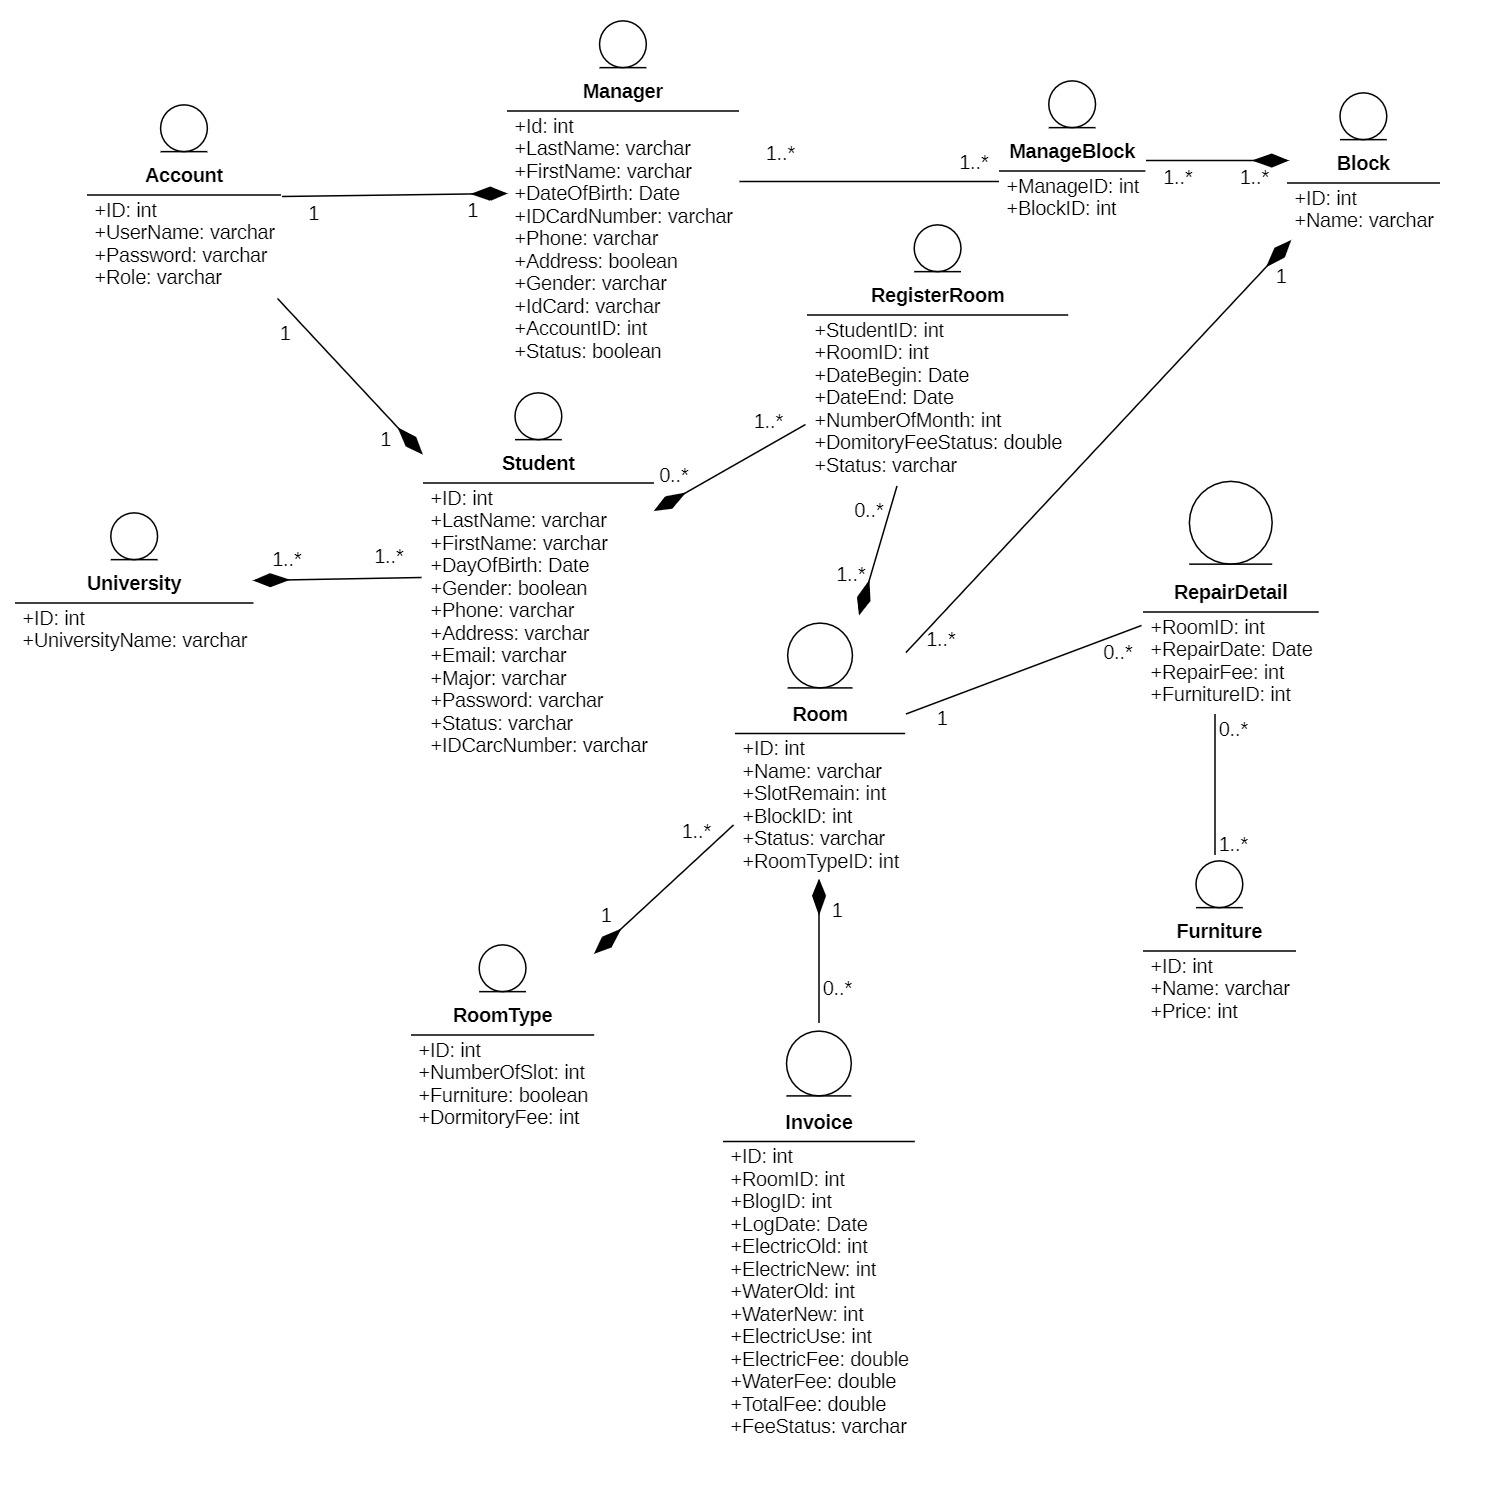 Manager
+Id: int
+LastName: varchar
+FirstName: varchar
+DateOfBirth: Date
+IDCardNumber: varchar
+Phone: varchar
+Address: boolean
+Gender: varchar
+IdCard: varchar
+AccountID: int
+Status: boolean
Account
+ID: int
+UserName: varchar
+Password: varchar
+Role: varchar
1
1
1
1
1..*
1..*
ManageBlock
+ManageID: int
+BlockID: int
1..*
1..*
Block
+ID: int
+Name: varchar
1
1..*
RegisterRoom
+StudentID: int
+RoomID: int
+DateBegin: Date
+DateEnd: Date
+NumberOfMonth: int
+DomitoryFeeStatus: double
+Status: varchar
1..*
0..*
0..*
1..*
Student
+ID: int
+LastName: varchar
+FirstName: varchar
+DayOfBirth: Date
+Gender: boolean
+Phone: varchar
+Address: varchar
+Email: varchar
+Major: varchar
+Password: varchar
+Status: varchar
+IDCarcNumber: varchar
1..*
1..*
University
+ID: int
+UniversityName: varchar
RepairDetail
+RoomID: int
+RepairDate: Date
+RepairFee: int
+FurnitureID: int
0..*
1
0..*
1..*
Room
+ID: int
+Name: varchar
+SlotRemain: int
+BlockID: int
+Status: varchar
+RoomTypeID: int
1..*
1
1
0..*
Furniture
+ID: int
+Name: varchar
+Price: int
RoomType
+ID: int
+NumberOfSlot: int
+Furniture: boolean
+DormitoryFee: int
Invoice
+ID: int
+RoomID: int
+BlogID: int
+LogDate: Date
+ElectricOld: int
+ElectricNew: int
+WaterOld: int
+WaterNew: int
+ElectricUse: int
+ElectricFee: double
+WaterFee: double
+TotalFee: double
+FeeStatus: varchar